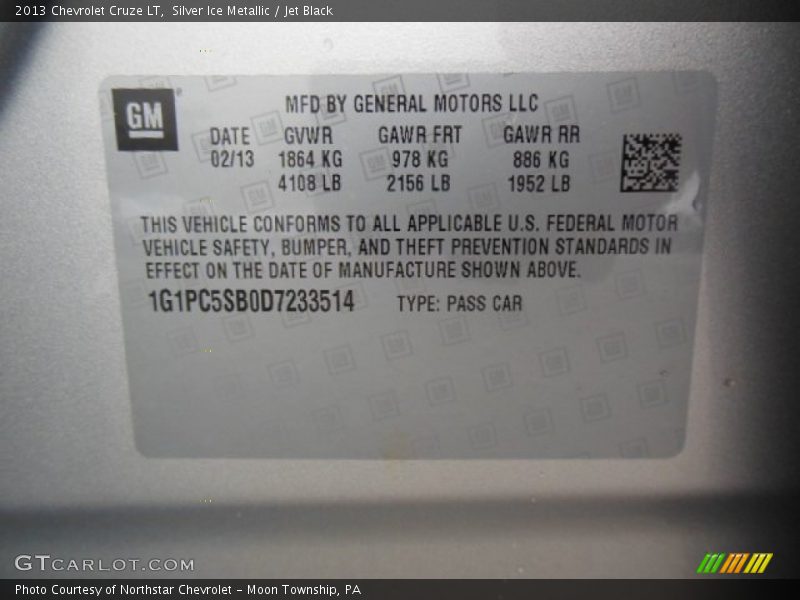 2013 Chevrolet Cruze LT, Silver Ice Metallic / Jet Black
GM
MFD BY GENERAL MOTORS LLC
DATE GVWR GAWR FRT GAWR RR
02/13 1864 KG 978 KG 886 KG
4108 LB 2156 LB 1952 LB
THIS VEHICLE CONFORMS TO ALL APPLICABLE U.S. FEDERAL MOTOR
VEHICLE SAFETY, BUMPER, AND THEFT PREVENTION STANDARDS IN
EFFECT ON THE DATE OF MANUFACTURE SHOWN ABOVE.
1G1PC5SB0D7233514 TYPE: PASS CAR
GTCARLOT.COM
Photo Courtesy of Northstar Chevrolet - Moon Township, PA